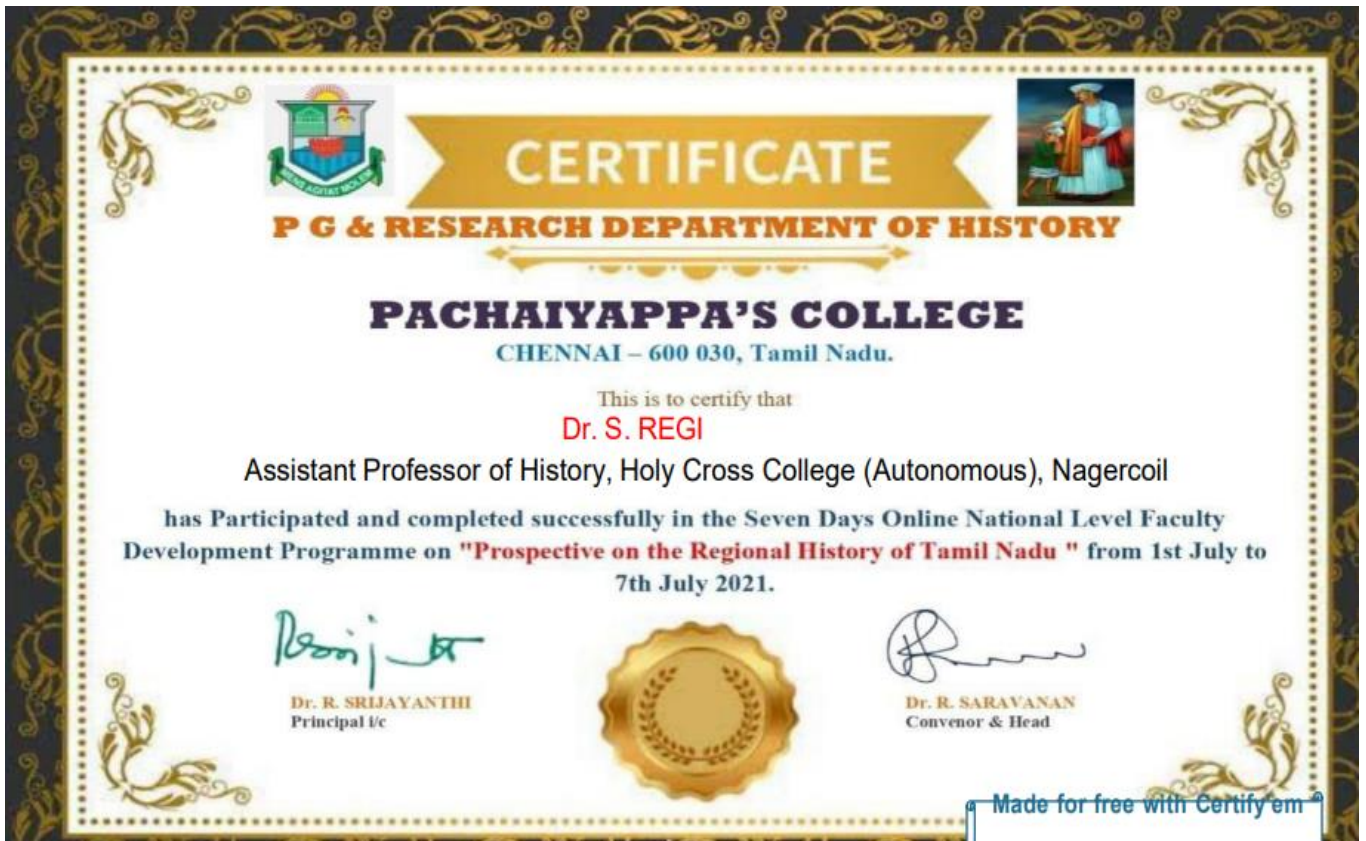 MENS AGITAT MOLEM
CERTIFICATE
P G & RESEARCH DEPARTMENT OF HISTORY
PACHAIYAPPA'S COLLEGE
CHENNAI – 600 030, Tamil Nadu.
This is to certify that
Dr. S. REGI
Assistant Professor of History, Holy Cross College (Autonomous), Nagercoil
has Participated and completed successfully in the Seven Days Online National Level Faculty
Development Programme on "Prospective on the Regional History of Tamil Nadu " from 1st July to
7th July 2021.
Dr. R. SRIJAYANTHI
Principal i/c
Dr. R. SARAVANAN
Convenor & Head
Made for free with Certify'em